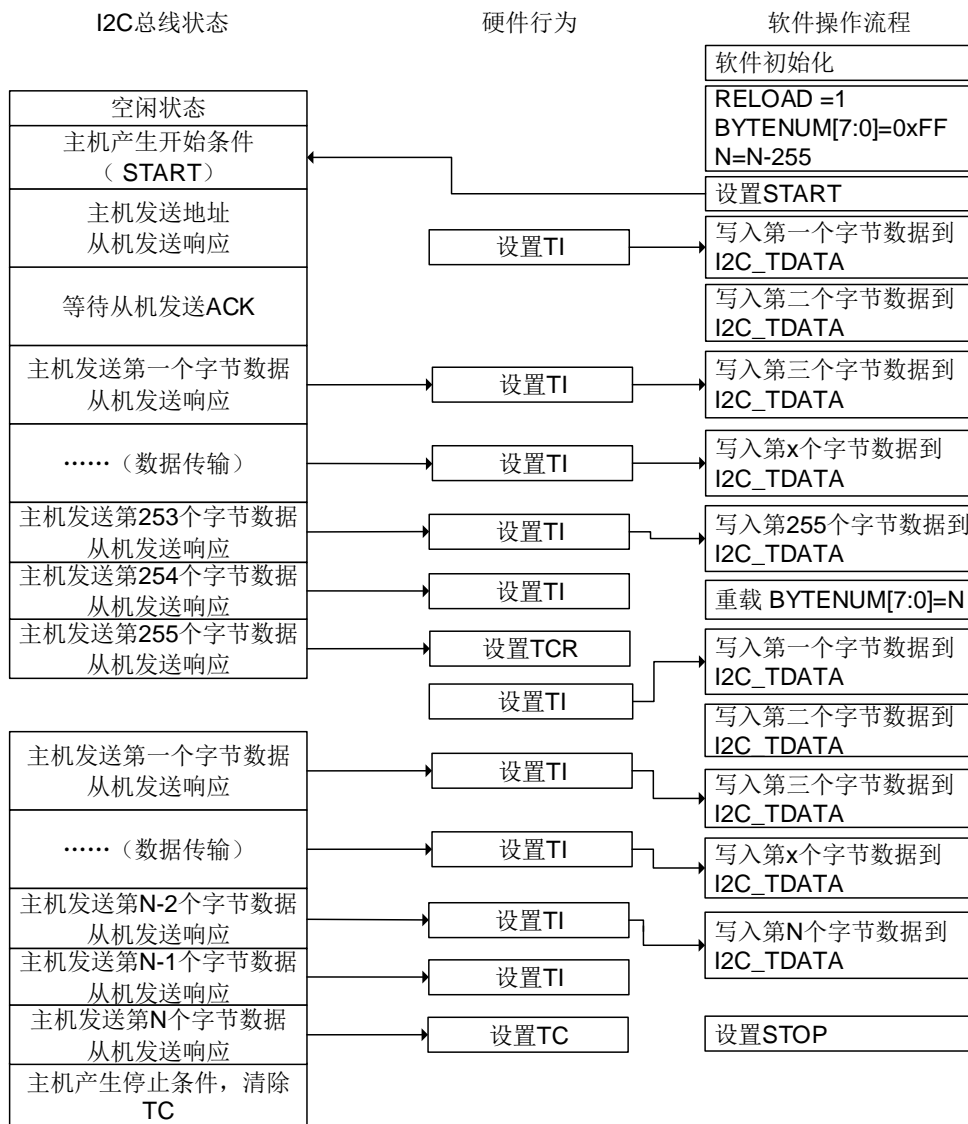 I2C总线状态
硬件行为
软件操作流程
软件初始化
空闲状态
RELOAD =1
BYTENUM[7:0]=0xFF
N=N-255
主机产生开始条件
（ START）
设置START
主机发送地址
从机发送响应
设置TI
写入第一个字节数据到
I2C_TDATA
等待从机发送ACK
写入第二个字节数据到
I2C_TDATA
主机发送第一个字节数据
从机发送响应
设置TI
写入第三个字节数据到
I2C_TDATA
……（数据传输）
设置TI
写入第x个字节数据到
I2C_TDATA
主机发送第253个字节数据
从机发送响应
设置TI
写入第255个字节数据到
I2C_TDATA
主机发送第254个字节数据
从机发送响应
设置TI
重载 BYTENUM[7:0]=N
主机发送第255个字节数据
从机发送响应
设置TCR
写入第一个字节数据到
I2C_TDATA
设置TI
写入第二个字节数据到
I2C_TDATA
主机发送第一个字节数据
从机发送响应
设置TI
写入第三个字节数据到
I2C_TDATA
……（数据传输）
设置TI
写入第x个字节数据到
I2C_TDATA
主机发送第N-2个字节数据
从机发送响应
设置TI
写入第N个字节数据到
I2C_TDATA
主机发送第N-1个字节数据
从机发送响应
设置TI
主机发送第N个字节数据
从机发送响应
设置TC
设置STOP
主机产生停止条件，清除
TC